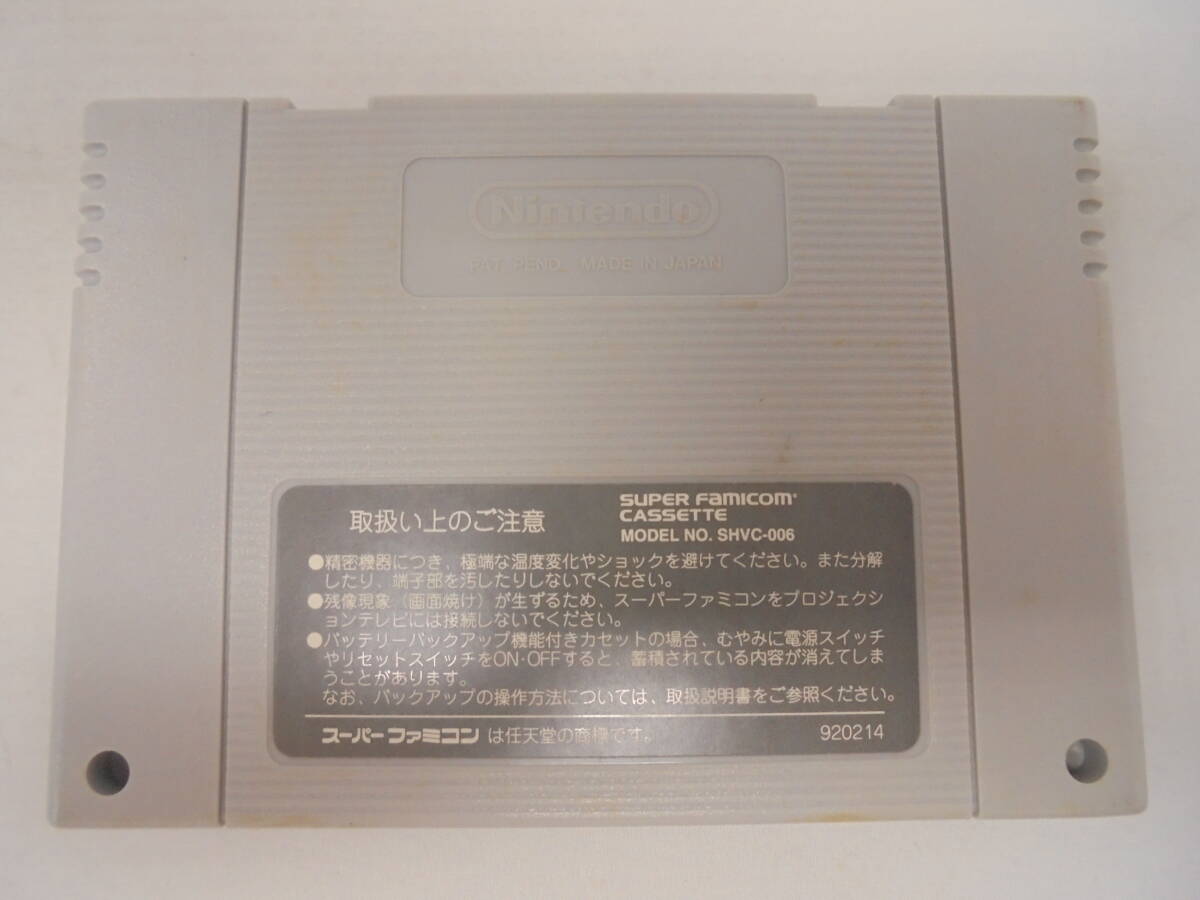 Nintendo
PAT. PEND. MADE IN JAPAN
取扱い上のご注意
SUPER FAMICOM
CASSETTE
MODEL NO. SHVC-006
●精密機器につき、極端な温度変化やショックを避けてください。また分解
したり、端子部を汚したりしないでください。
●残像現象（画面焼け）が生ずるため、スーパーファミコンをプロジェクシ
ョンテレビには接続しないでください。
●バッテリーバックアップ機能付きカセットの場合、むやみに電源スイッチ
やリセットスイッチをON・OFFすると、蓄積されている内容が消えてしま
うことがあります。
なお、バックアップの操作方法については、取扱説明書をご参照ください。
スーパーファミコン は任天堂の商標です。
920214